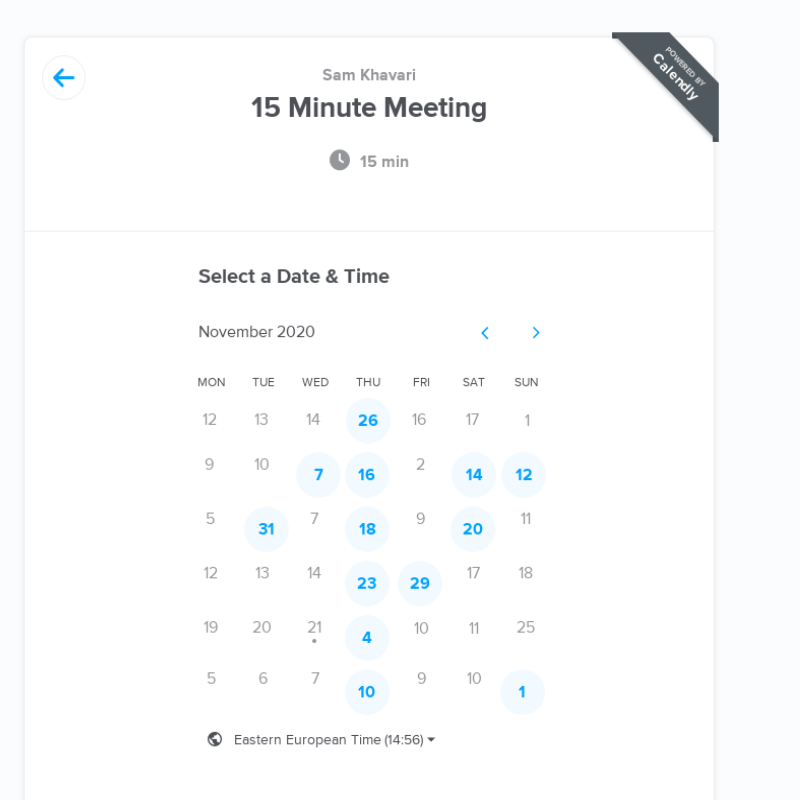 POWERED BY
Calendly
Sam Khavari
15 Minute Meeting
15 min
Select a Date & Time
November 2020
MON TUE WED THU FRI SAT SUN
12 13 14 26 16 17 1
9 10 7 16 2 14 12
5 31 7 18 9 20 11
12 13 14 23 29 17 18
19 20 21 4 10 11 25
5 6 7 10 9 10 1
Eastern European Time (14:56)